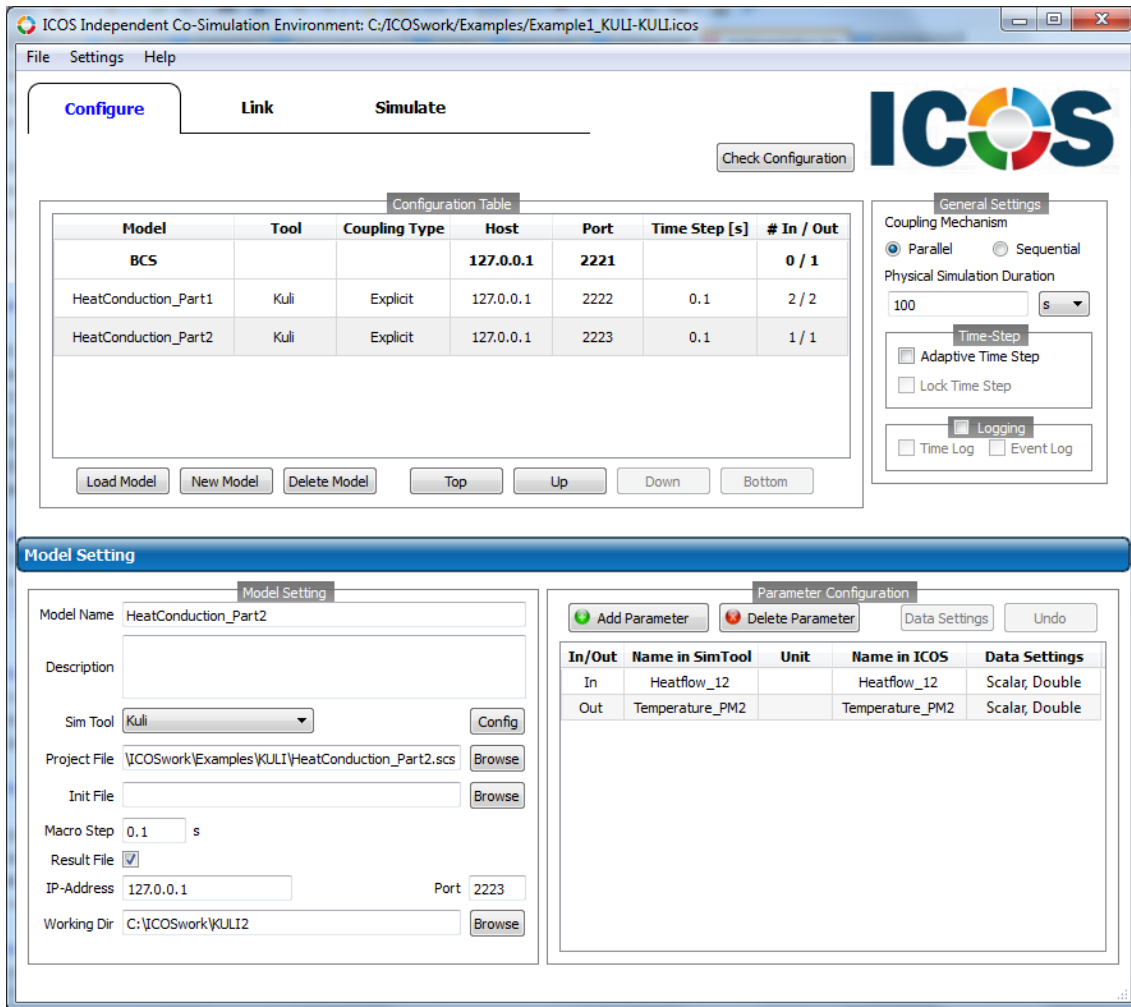 ICOS Independent Co-Simulation Environment: C:/ICOSwork/Examples/Example1_KULI-KULI.icos
File Settings Help
Configure Link Simulate
ICOS
Check Configuration
Configuration Table
Model Tool Coupling Type Host Port Time Step [s] # In / Out
BCS 127.0.0.1 2221 0 / 1
HeatConduction_Part1 Kuli Explicit 127.0.0.1 2222 0.1 2 / 2
HeatConduction_Part2 Kuli Explicit 127.0.0.1 2223 0.1 1 / 1
Load Model New Model Delete Model Top Up Down Bottom
General Settings
Coupling Mechanism
Parallel Sequential
Physical Simulation Duration
100 s
Time-Step
Adaptive Time Step
Lock Time Step
Logging
Time Log Event Log
Model Setting
Model Setting
Model Name HeatConduction_Part2
Description
Sim Tool Kuli Config
Project File \ICOSwork\Examples\KULI\HeatConduction_Part2.scs Browse
Init File Browse
Macro Step 0.1 s
Result File
IP-Address 127.0.0.1 Port 2223
Working Dir C:\ICOSwork\KULI2 Browse
Parameter Configuration
Add Parameter Delete Parameter Data Settings Undo
In/Out Name in SimTool Unit Name in ICOS Data Settings
In Heatflow_12 Heatflow_12 Scalar, Double
Out Temperature_PM2 Temperature_PM2 Scalar, Double